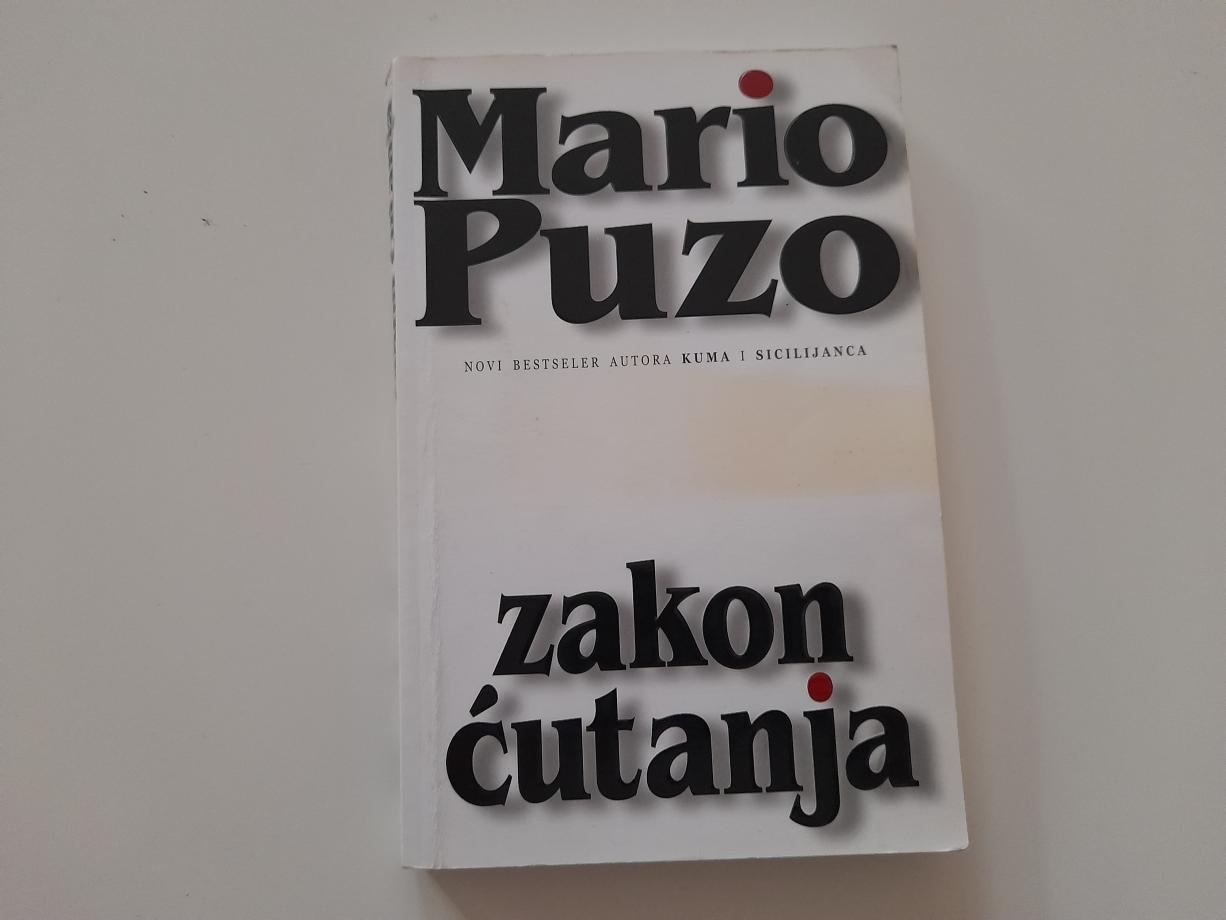 Mario
Puzo
NOVI BESTSELER AUTORA KUMA I SICILIJANCA
zakon
ćutanja